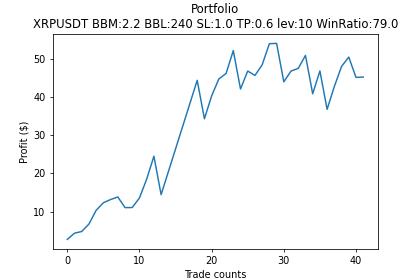 Portfolio
XRPUSDT BBM:2.2 BBL:240 SL:1.0 TP:0.6 lev:10 WinRatio:79.0
Profit ($)
50
40
30
20
10
0 10 20 30 40
Trade counts